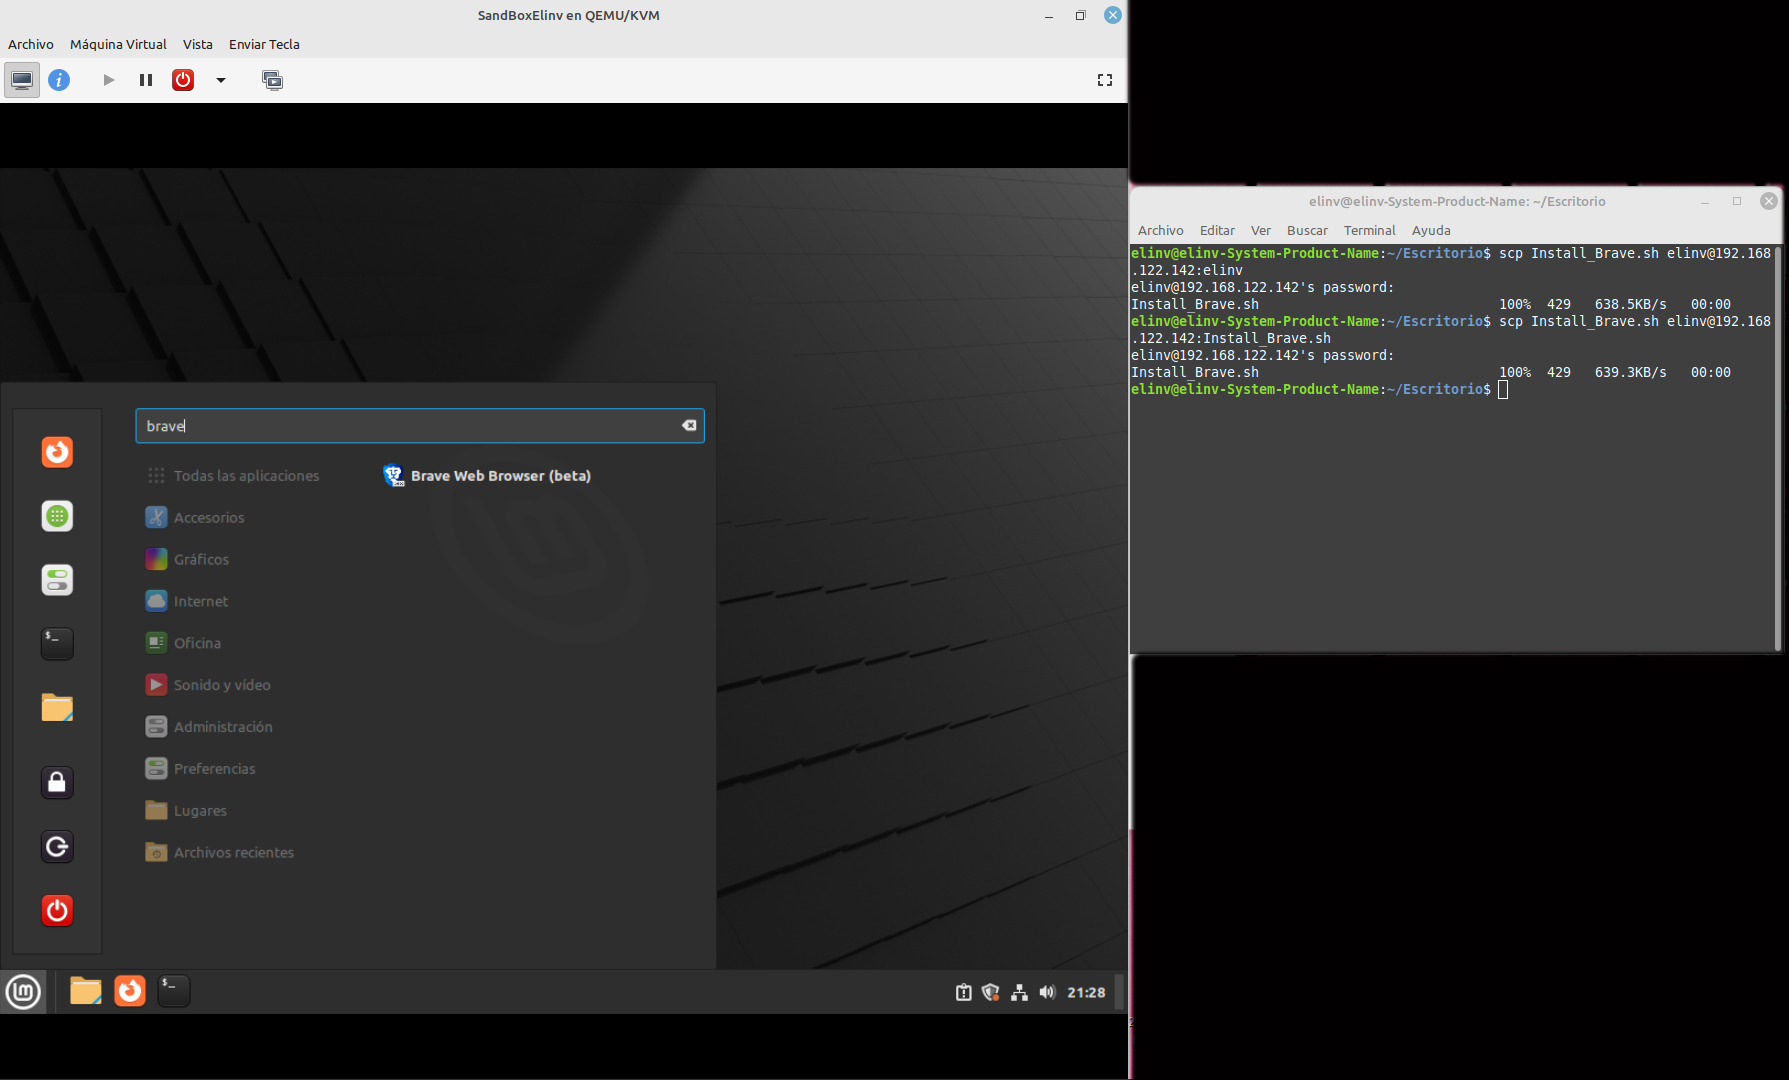 SandBoxElinv en QEMU/KVM
Archivo Máquina Virtual Vista Enviar Tecla
brave
Todas las aplicaciones
Brave Web Browser (beta)
Accesorios
Gráficos
Internet
Oficina
Sonido y vídeo
Administración
Preferencias
Lugares
Archivos recientes
21:28
elinv@elinv-System-Product-Name: ~/Escritorio
Archivo Editar Ver Buscar Terminal Ayuda
elinv@elinv-System-Product-Name:~/Escritorio$ scp Install_Brave.sh elinv@192.168
.122.142:elinv
elinv@192.168.122.142's password:
Install_Brave.sh 100% 429 638.5KB/s 00:00
elinv@elinv-System-Product-Name:~/Escritorio$ scp Install_Brave.sh elinv@192.168
.122.142:Install_Brave.sh
elinv@192.168.122.142's password:
Install_Brave.sh 100% 429 639.3KB/s 00:00
elinv@elinv-System-Product-Name:~/Escritorio$